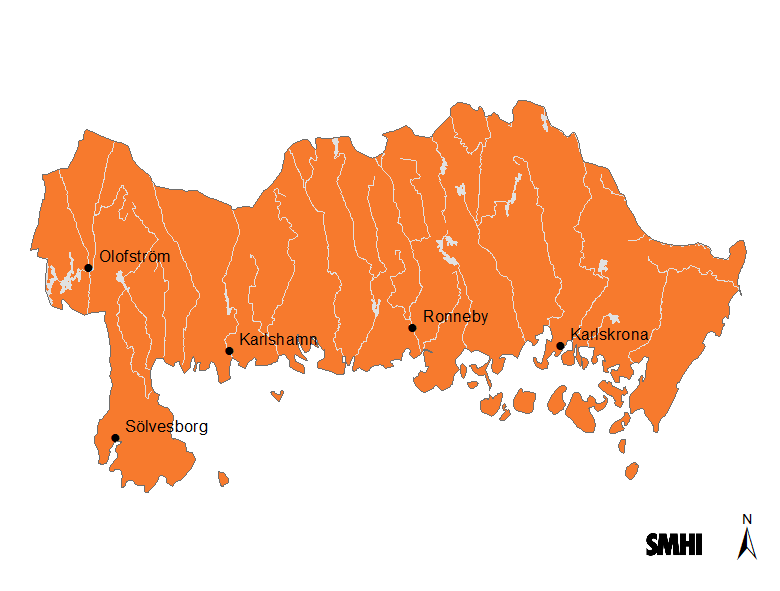 Olofström
Ronneby
Karlskrona
Karlshamn
Sölvesborg
N
SMHI